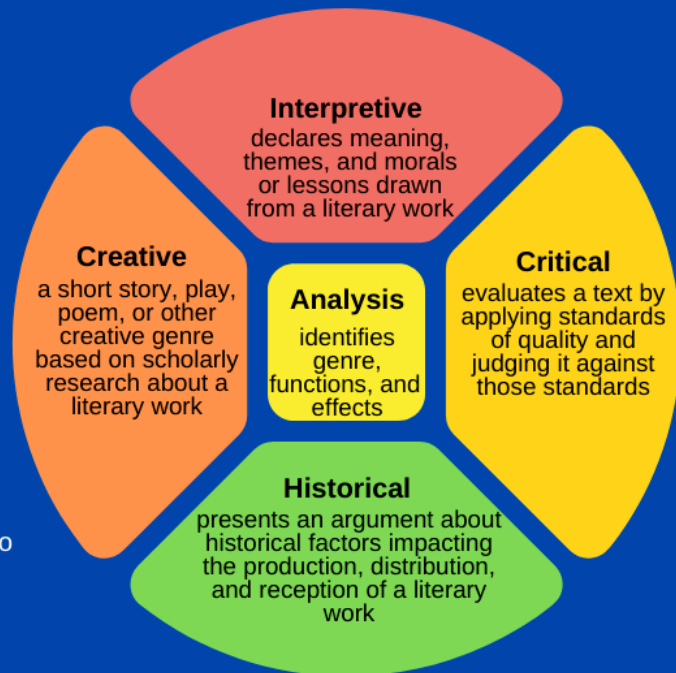 Interpretive
declares meaning,
themes, and morals
or lessons drawn
from a literary work
Creative
a short story, play,
poem, or other
creative genre
based on scholarly
research about a
literary work
Analysis
identifies
genre,
functions, and
effects
Critical
evaluates a text by
applying standards
of quality and
judging it against
those standards
Historical
presents an argument about
historical factors impacting
the production, distribution,
and reception of a literary
work